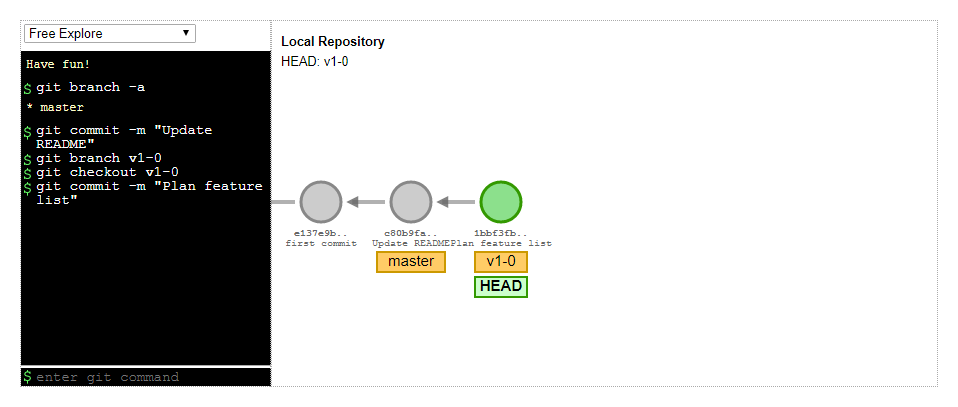 Free Explore
Have fun!
$ git branch -a
* master
$ git commit -m "Update
README"
$ git branch v1-0
$ git checkout v1-0
$ git commit -m "Plan feature
list"
$ enter git command
Local Repository
HEAD: v1-0
e137e9b.. c80b9fa.. 1bbf3fb..
first commit Update README Plan feature list
master v1-0
HEAD